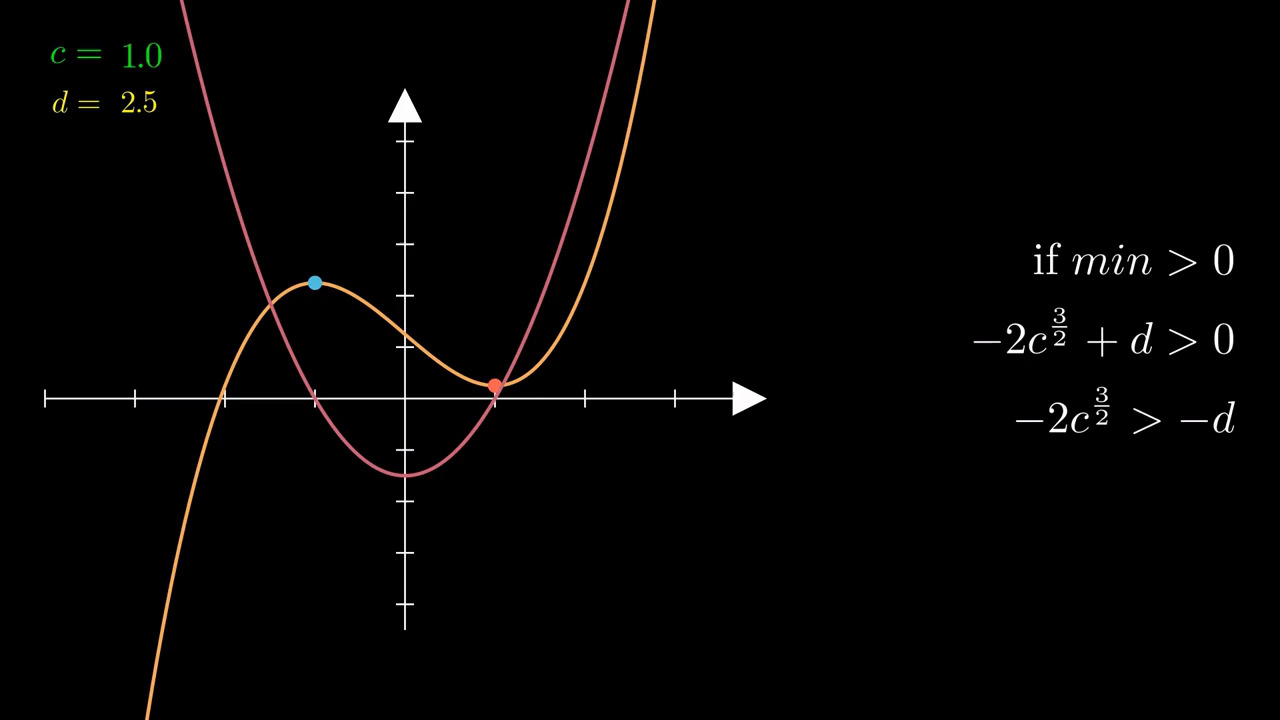 c = 1.0
d = 2.5
if min > 0
−2c^{3/2} + d > 0
−2c^{3/2} > −d